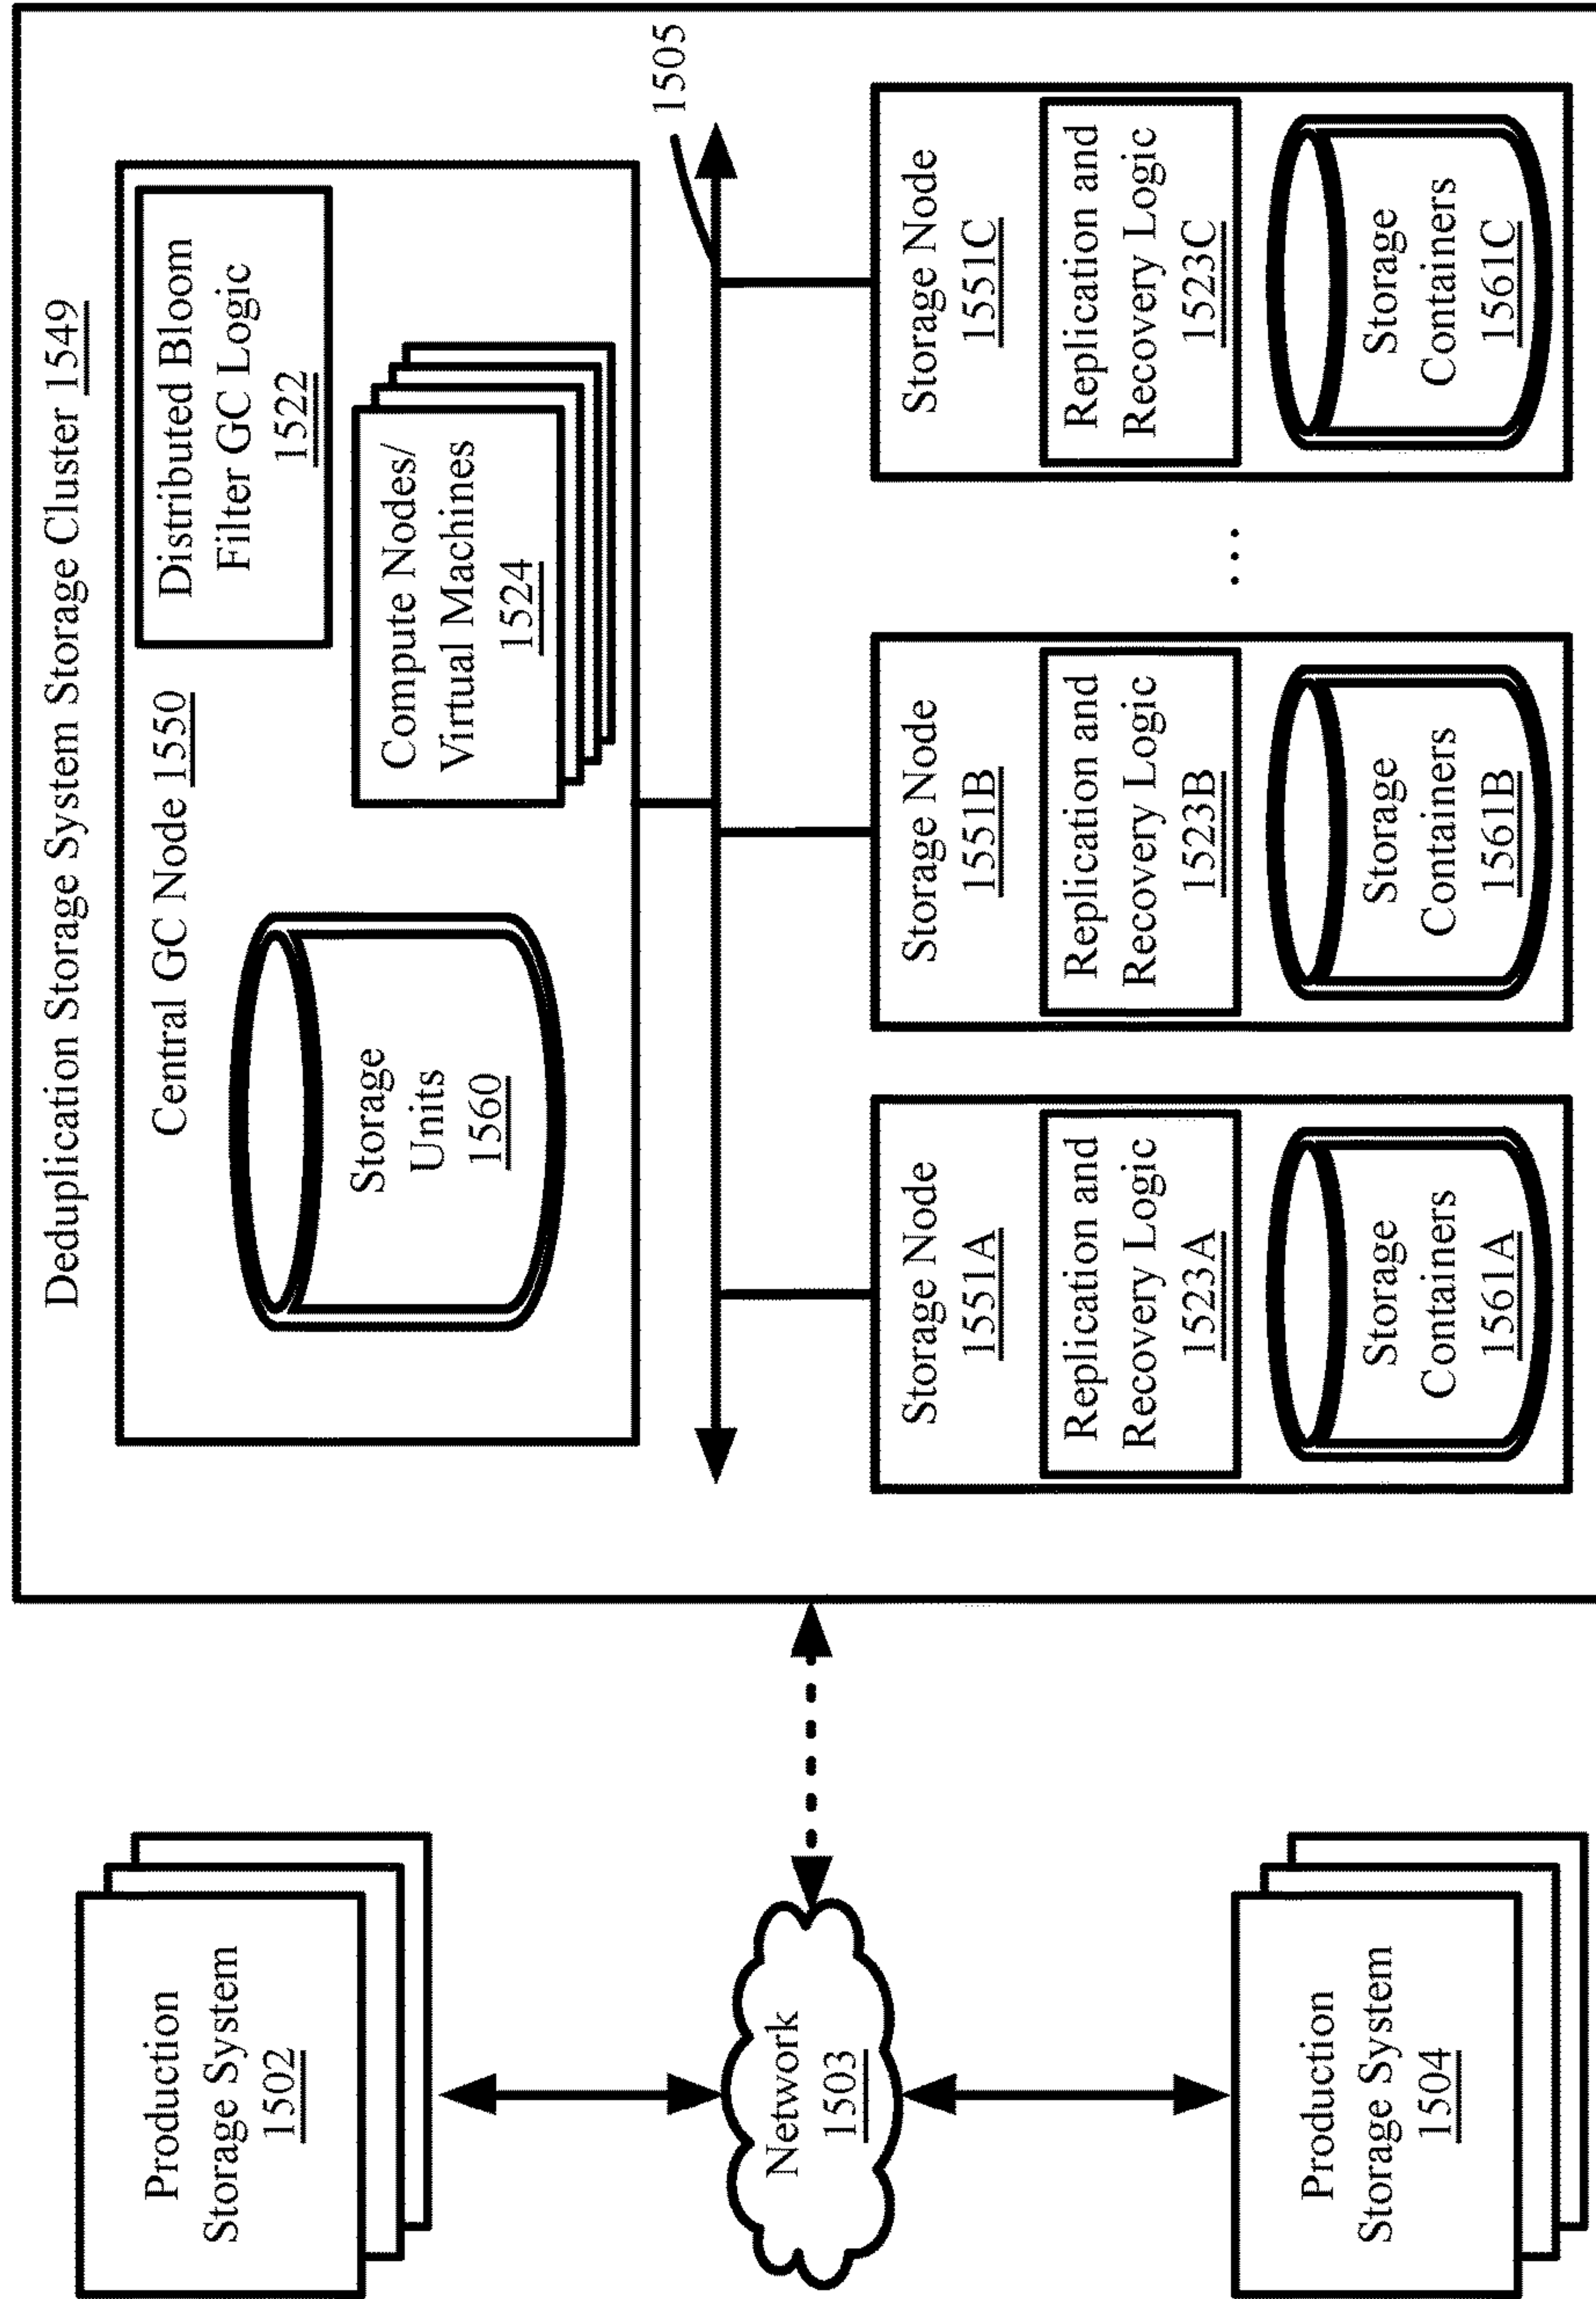 Deduplication Storage System Storage Cluster 1549
Central GC Node 1550
Distributed Bloom
Filter GC Logic
1522
Storage
Units
1560
Compute Nodes/
Virtual Machines
1524
1505
Storage Node
1551A
Replication and
Recovery Logic
1523A
Storage
Containers
1561A
Storage Node
1551B
Replication and
Recovery Logic
1523B
Storage
Containers
1561B
...
Storage Node
1551C
Replication and
Recovery Logic
1523C
Storage
Containers
1561C
Production
Storage System
1502
Network
1503
Production
Storage System
1504